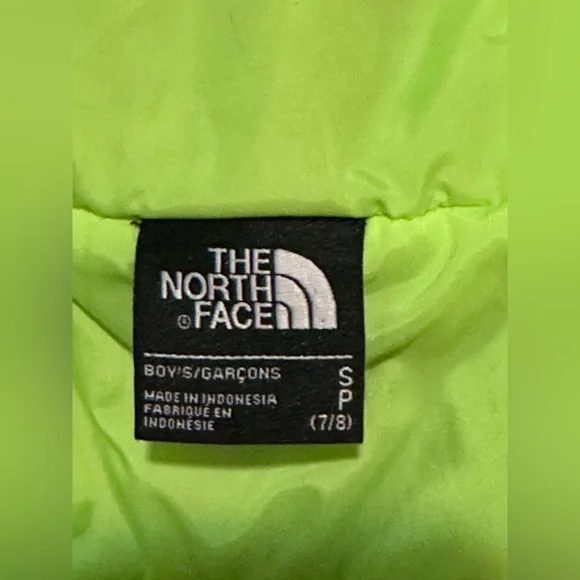 THE
NORTH
® FACE
BOY'S/GARÇONS S
MADE IN INDONESIA P
FABRIQUÉ EN
INDONÉSIE (7/8)